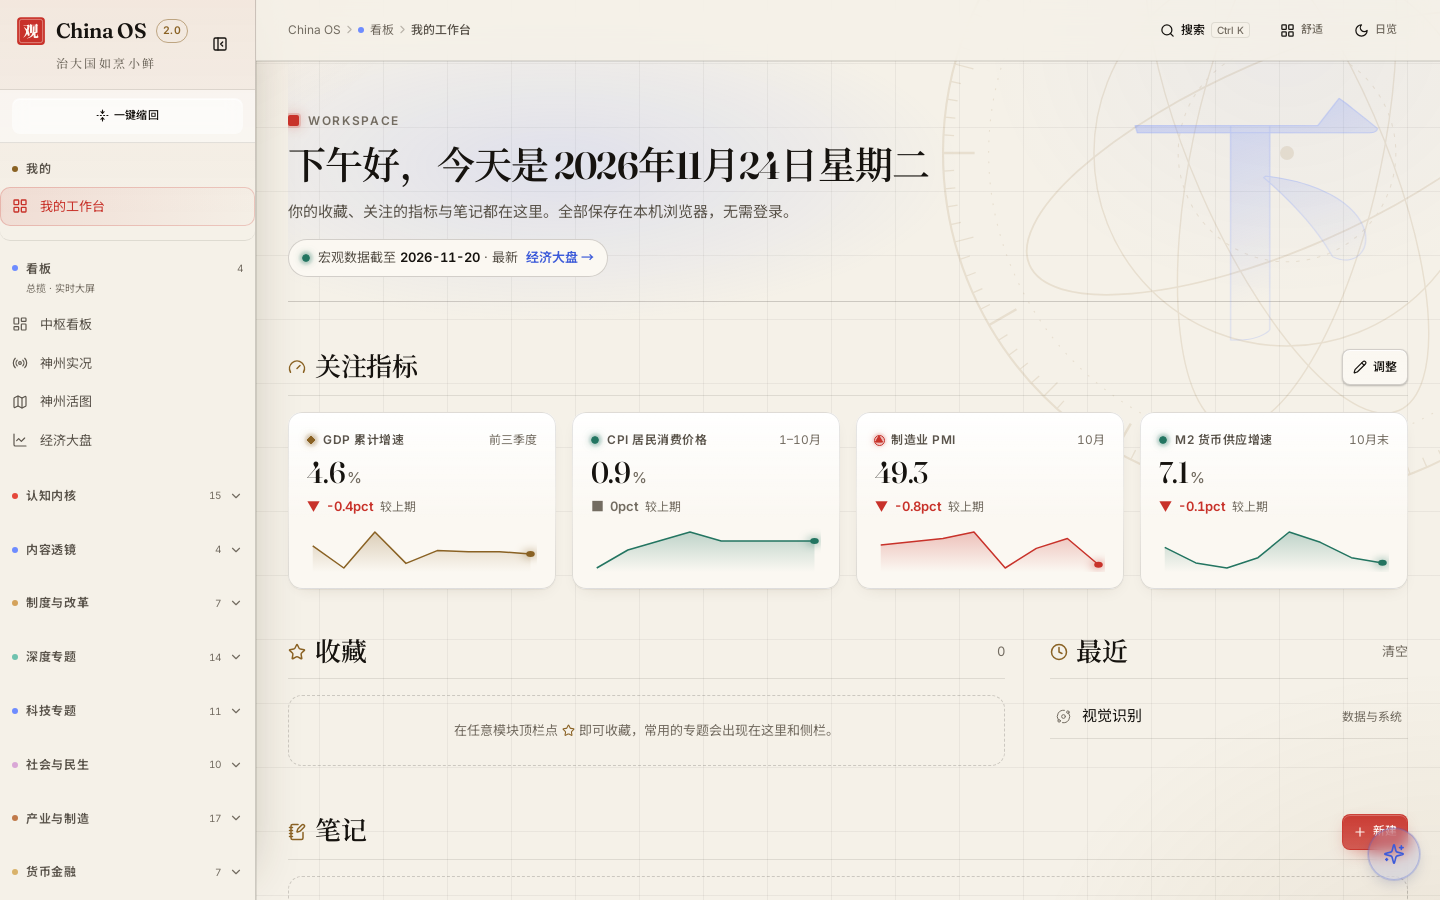 观 China OS 2.0
治大国如烹小鲜
一键缩回
我的
我的工作台
看板 4
总揽 · 实时大屏
中枢看板
神州实况
神州活图
经济大盘
认知内核 15
内容透镜 4
制度与改革 7
深度专题 14
科技专题 11
社会与民生 10
产业与制造 17
货币金融 7
China OS 看板 我的工作台
搜索 Ctrl K 舒适 日览
WORKSPACE
下午好，今天是2026年11月24日星期二
你的收藏、关注的指标与笔记都在这里。全部保存在本机浏览器，无需登录。
宏观数据截至 2026-11-20 · 最新 经济大盘 →
关注指标 调整
GDP 累计增速 前三季度
4.6%
▼ -0.4pct 较上期
CPI 居民消费价格 1–10月
0.9%
■ 0pct 较上期
制造业 PMI 10月
49.3
▼ -0.8pct 较上期
M2 货币供应增速 10月末
7.1%
▼ -0.1pct 较上期
收藏 0
在任意模块顶栏点 ☆ 即可收藏，常用的专题会出现在这里和侧栏。
最近 清空
视觉识别 数据与系统
笔记 + 新建